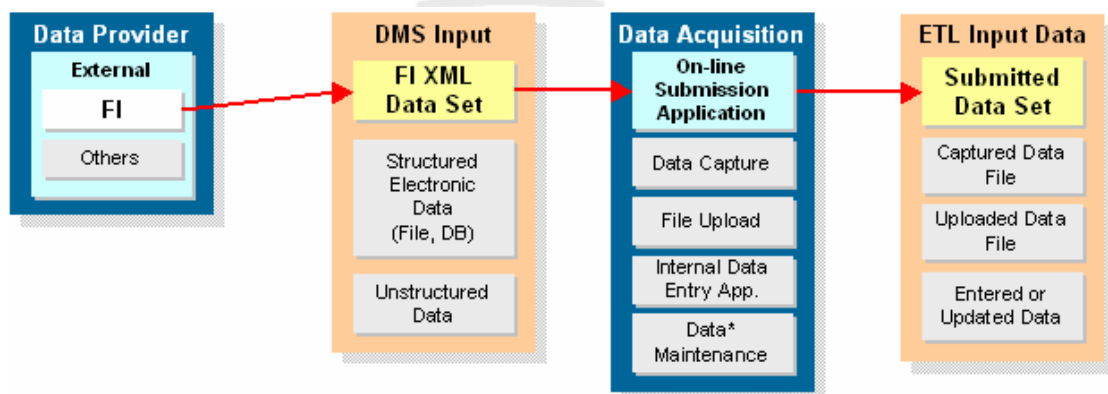 Data Provider
External
FI
Others
DMS Input
FI XML
Data Set
Structured
Electronic
Data
(File, DB)
Unstructured
Data
Data Acquisition
On-line
Submission
Application
Data Capture
File Upload
Internal Data
Entry App.
Data*
Maintenance
ETL Input Data
Submitted
Data Set
Captured Data
File
Uploaded Data
File
Entered or
Updated Data